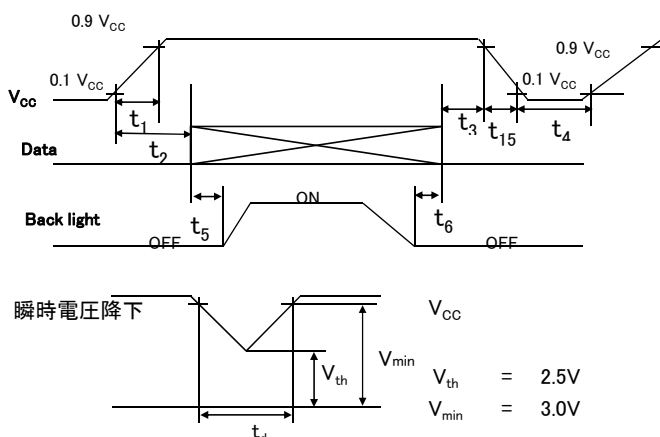 0.9 V_CC
0.9 V_CC
0.1 V_CC
0.1 V_CC
V_CC
t_1
t_3
t_15
t_4
t_2
Data
ON
t_5
t_6
Back light
OFF
OFF
瞬時電圧降下
V_CC
V_min
V_th
V_th = 2.5V
V_min = 3.0V